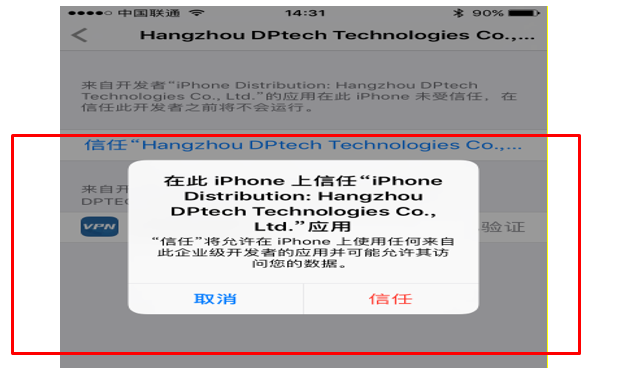 中国联通 14:31 90%
Hangzhou DPtech Technologies Co.,...
来自开发者“iPhone Distribution: Hangzhou DPtech
Technologies Co., Ltd.”的应用在此 iPhone 未受信任，在
信任此开发者之前将不会运行。
信任“Hangzhou DPtech Technologies Co.,...
在此 iPhone 上信任“iPhone
Distribution: Hangzhou
DPtech Technologies Co.,
Ltd.”应用
“信任”将允许在 iPhone 上使用任何来自
此企业级开发者的应用并可能允许其访
问您的数据。
取消 信任
来自开
DPTE
VPN 验证